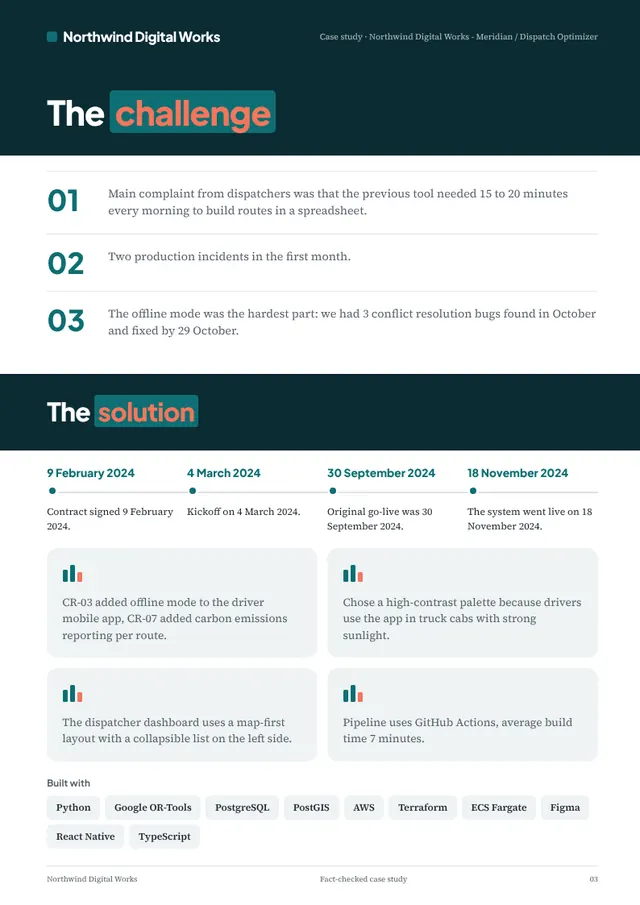 Northwind Digital Works
Case study · Northwind Digital Works - Meridian / Dispatch Optimizer
The challenge
01
Main complaint from dispatchers was that the previous tool needed 15 to 20 minutes
every morning to build routes in a spreadsheet.
02
Two production incidents in the first month.
03
The offline mode was the hardest part: we had 3 conflict resolution bugs found in October
and fixed by 29 October.
The solution
9 February 2024
Contract signed 9 February
2024.
4 March 2024
Kickoff on 4 March 2024.
30 September 2024
Original go-live was 30
September 2024.
18 November 2024
The system went live on 18
November 2024.
CR-03 added offline mode to the driver
mobile app, CR-07 added carbon emissions
reporting per route.
Chose a high-contrast palette because drivers
use the app in truck cabs with strong
sunlight.
The dispatcher dashboard uses a map-first
layout with a collapsible list on the left side.
Pipeline uses GitHub Actions, average build
time 7 minutes.
Built with
Python
Google OR-Tools
PostgreSQL
PostGIS
AWS
Terraform
ECS Fargate
Figma
React Native
TypeScript
Northwind Digital Works
Fact-checked case study
03